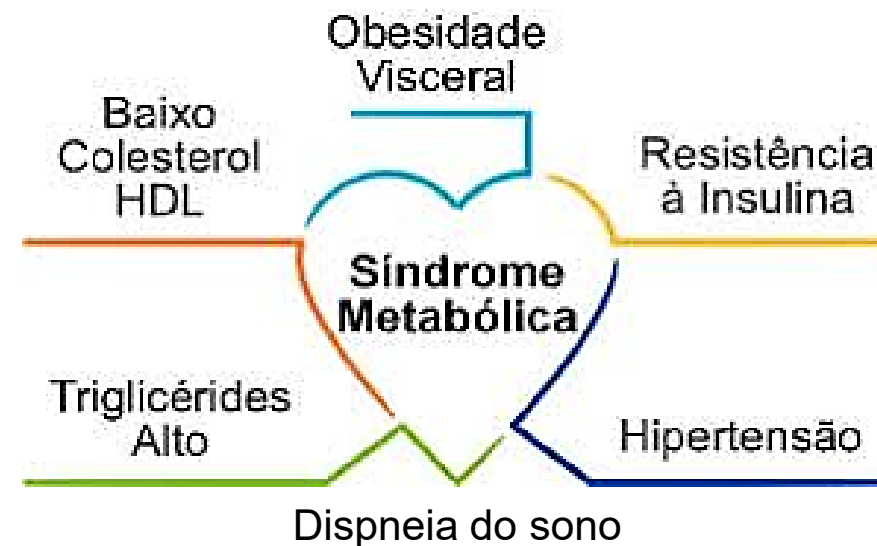 Obesidade
Visceral
Baixo
Colesterol
HDL
Resistência
à Insulina
Síndrome
Metabólica
Triglicérides
Alto
Hipertensão
Dispneia do sono